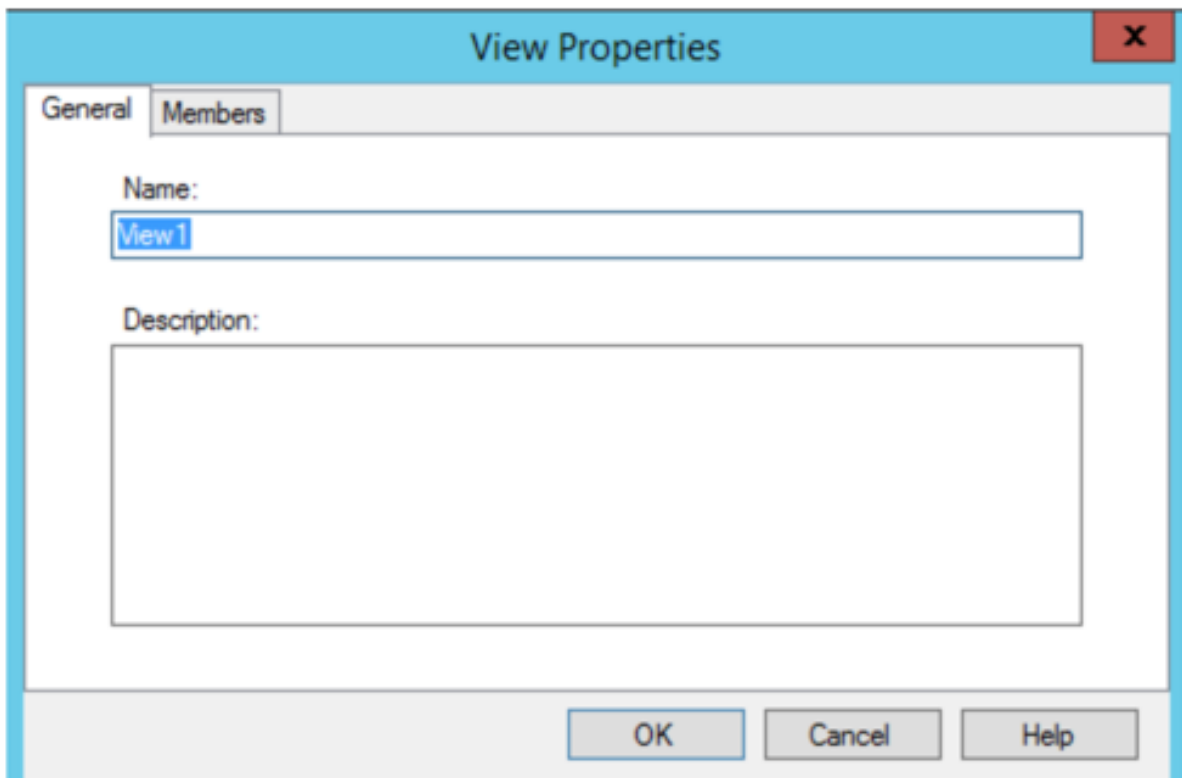 View Properties
x
General Members
Name:
View1
Description:
OK Cancel Help